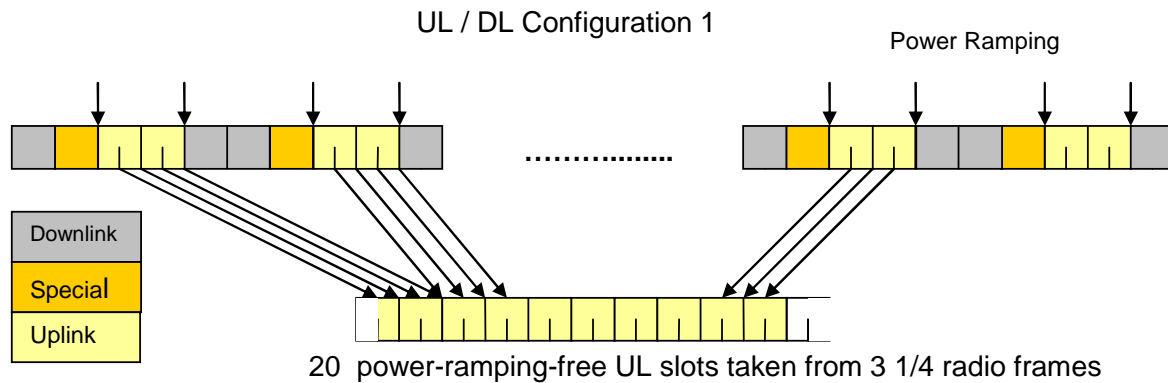 UL / DL Configuration 1
Power Ramping
……….........
Downlink
Special
Uplink
20 power-ramping-free UL slots taken from 3 1/4 radio frames